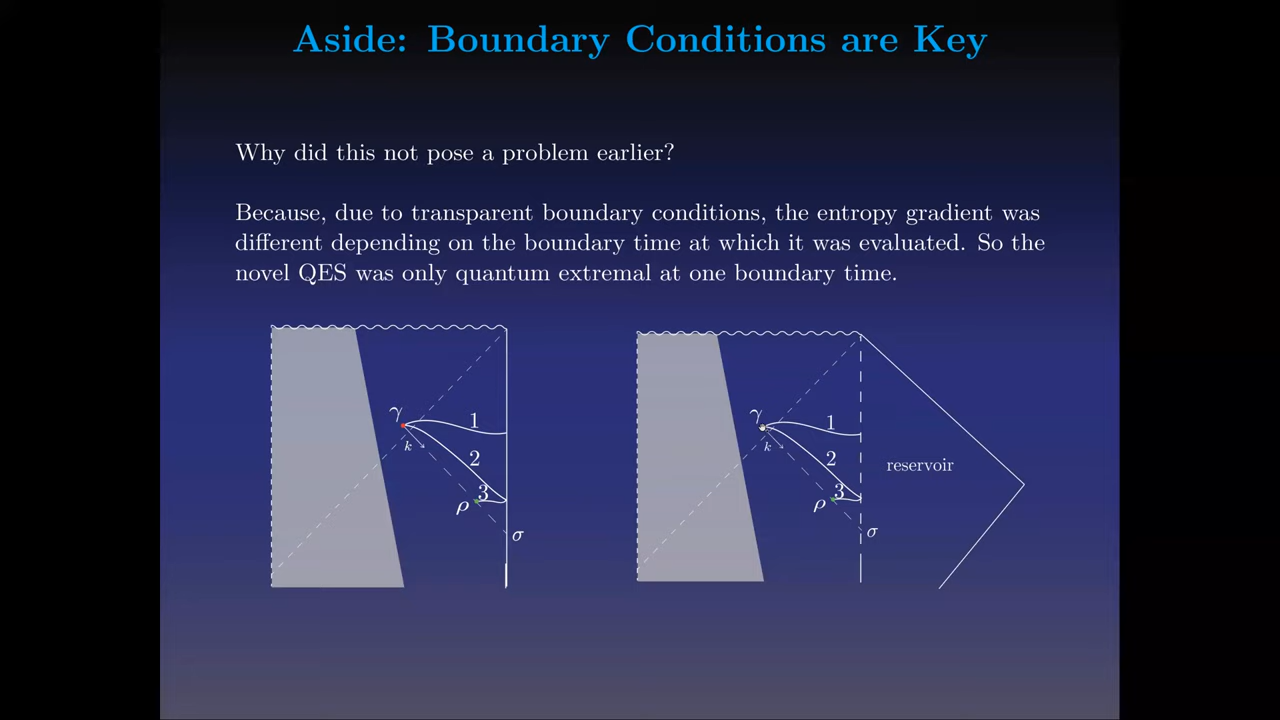 Aside: Boundary Conditions are Key
Why did this not pose a problem earlier?
Because, due to transparent boundary conditions, the entropy gradient was
different depending on the boundary time at which it was evaluated. So the
novel QES was only quantum extremal at one boundary time.
γ
1
k
2
3
ρ
σ
γ
1
k
2
reservoir
3
ρ
σ